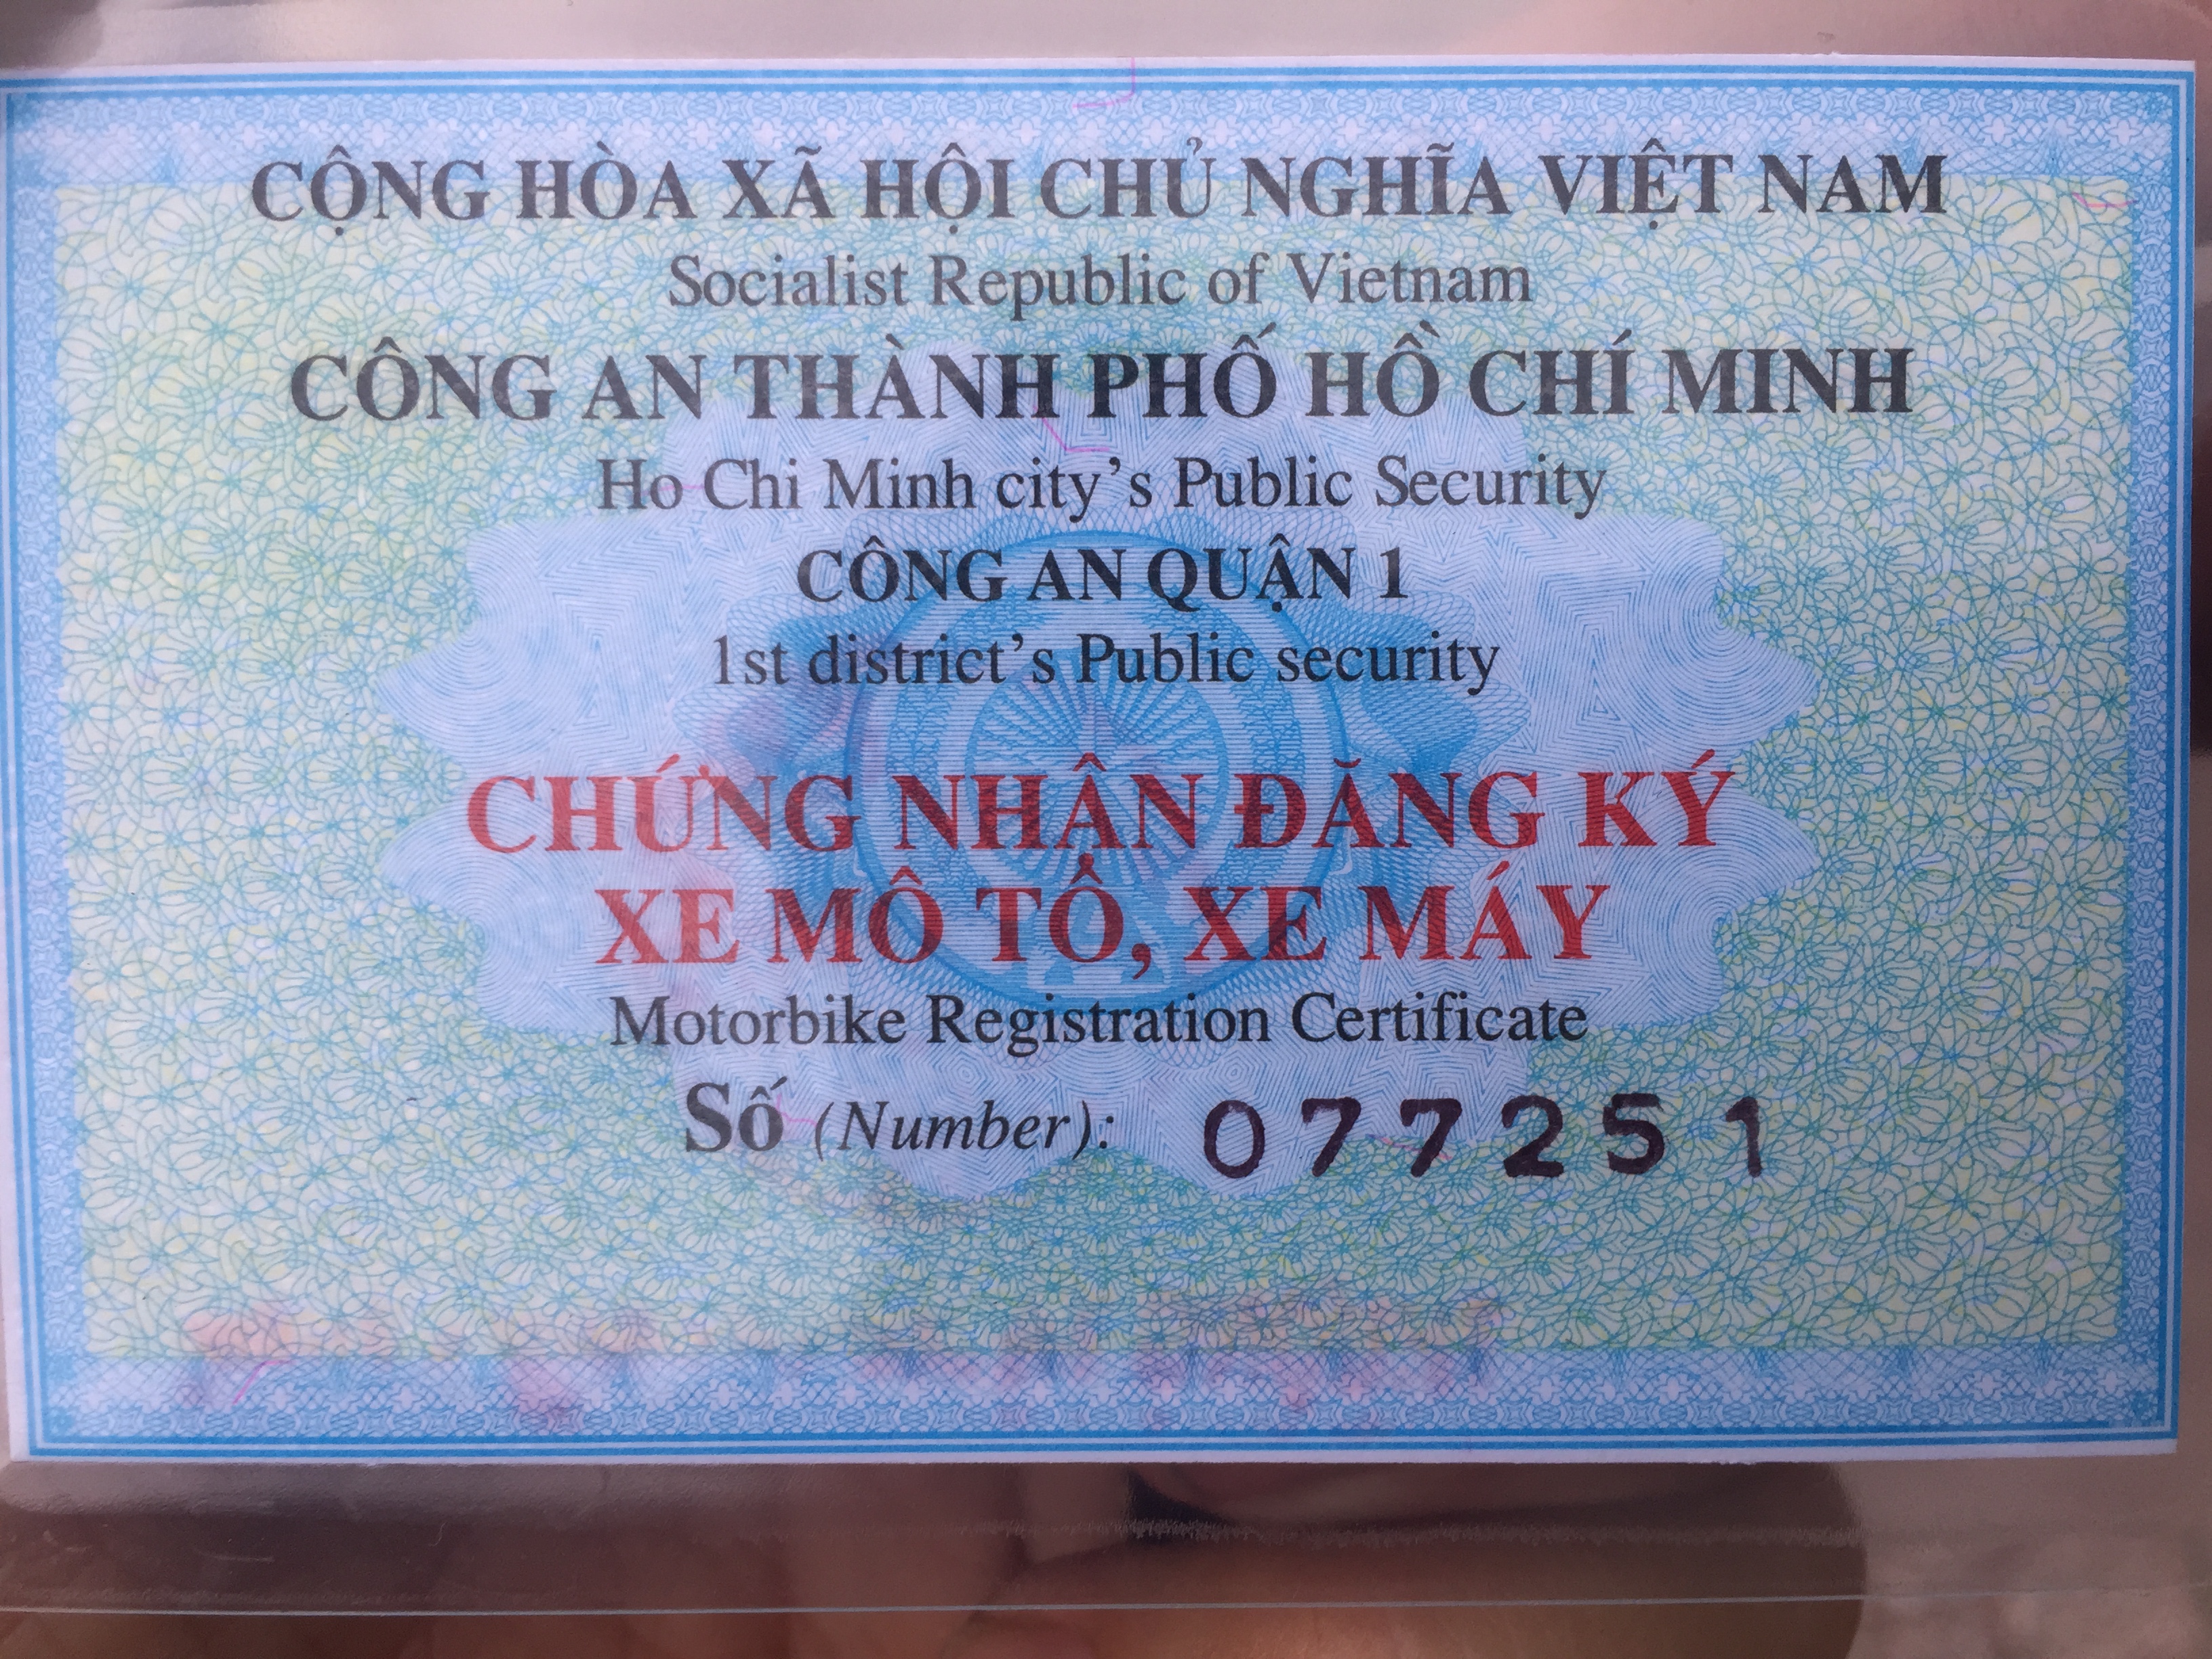 CỘNG HÒA XÃ HỘI CHỦ NGHĨA VIỆT NAM
Socialist Republic of Vietnam
CÔNG AN THÀNH PHỐ HỒ CHÍ MINH
Ho Chi Minh city's Public Security
CÔNG AN QUẬN 1
1st district's Public security
CHỨNG NHẬN ĐĂNG KÝ
XE MÔ TÔ, XE MÁY
Motorbike Registration Certificate
Số (Number): 077251